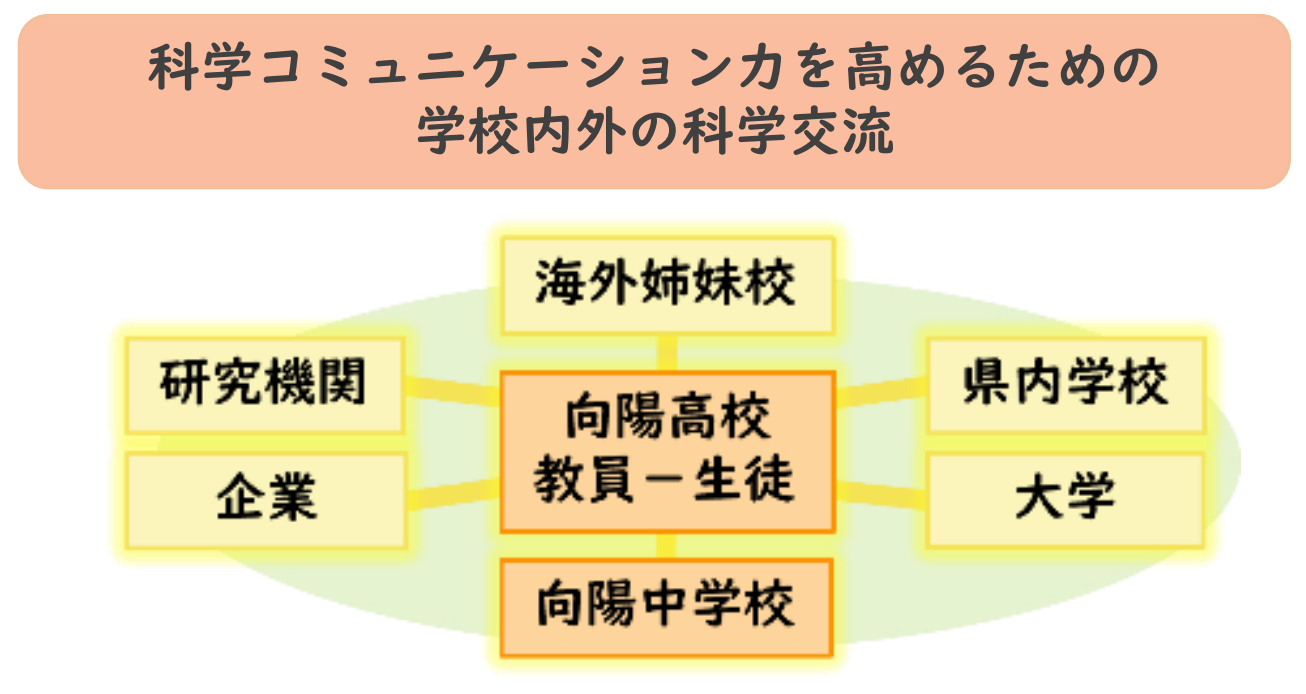 科学コミュニケーション力を高めるための
学校内外の科学交流
海外姉妹校
研究機関
県内学校
向陽高校
教員－生徒
企業
大学
向陽中学校